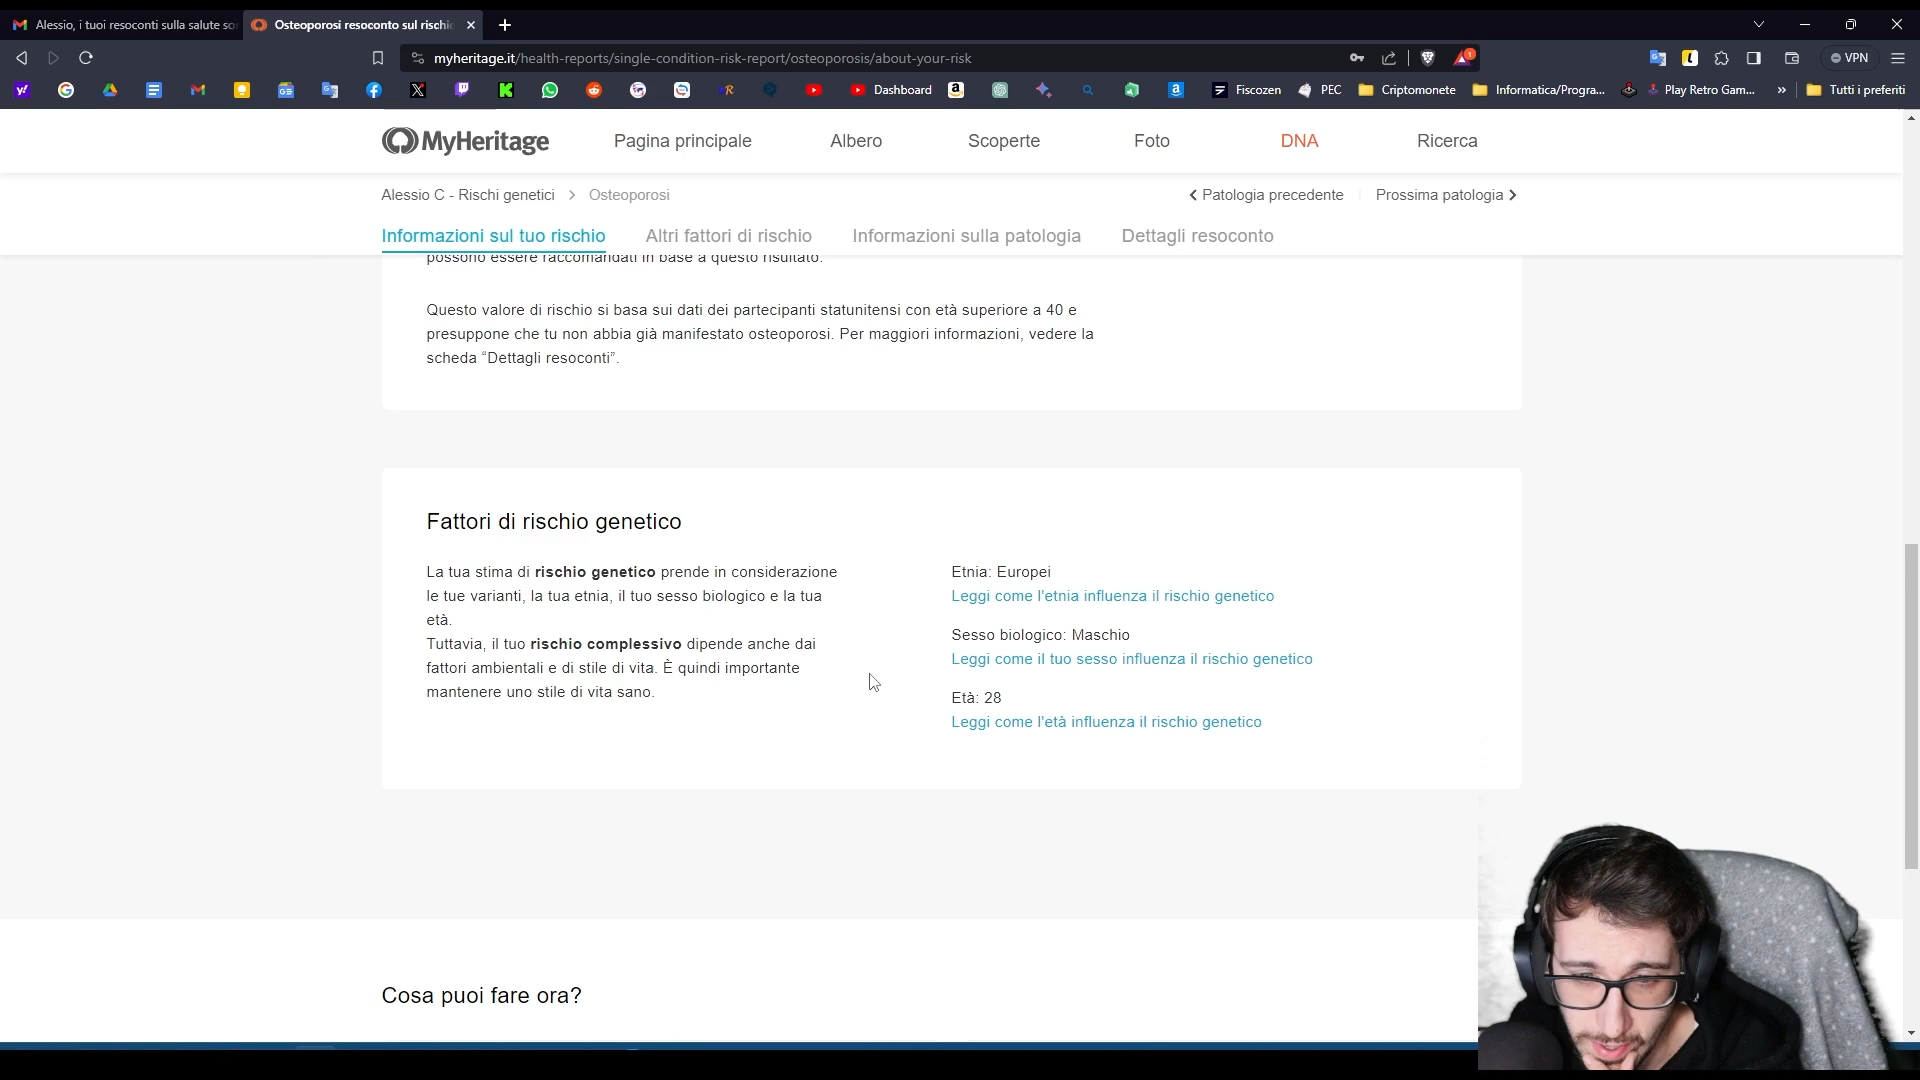 Alessio, i tuoi resoconti sulla salute so
Osteoporosi resoconto sul rischi
myheritage.it/health-reports/single-condition-risk-report/osteoporosis/about-your-risk
1
VPN
Dashboard
Fiscozen
PEC
Criptomonete
Informatica/Progra...
Play Retro Gam...
»
Tutti i preferiti
MyHeritage
Pagina principale
Albero
Scoperte
Foto
DNA
Ricerca
Alessio C - Rischi genetici > Osteoporosi
Patologia precedente
Prossima patologia
Informazioni sul tuo rischio
Altri fattori di rischio
Informazioni sulla patologia
Dettagli resoconto
possono essere raccomandati in base a questo risultato.
Questo valore di rischio si basa sui dati dei partecipanti statunitensi con età superiore a 40 e
presuppone che tu non abbia già manifestato osteoporosi. Per maggiori informazioni, vedere la
scheda “Dettagli resoconti”.
Fattori di rischio genetico
La tua stima di rischio genetico prende in considerazione
le tue varianti, la tua etnia, il tuo sesso biologico e la tua
età.
Tuttavia, il tuo rischio complessivo dipende anche dai
fattori ambientali e di stile di vita. È quindi importante
mantenere uno stile di vita sano.
Etnia: Europei
Leggi come l'etnia influenza il rischio genetico
Sesso biologico: Maschio
Leggi come il tuo sesso influenza il rischio genetico
Età: 28
Leggi come l'età influenza il rischio genetico
Cosa puoi fare ora?